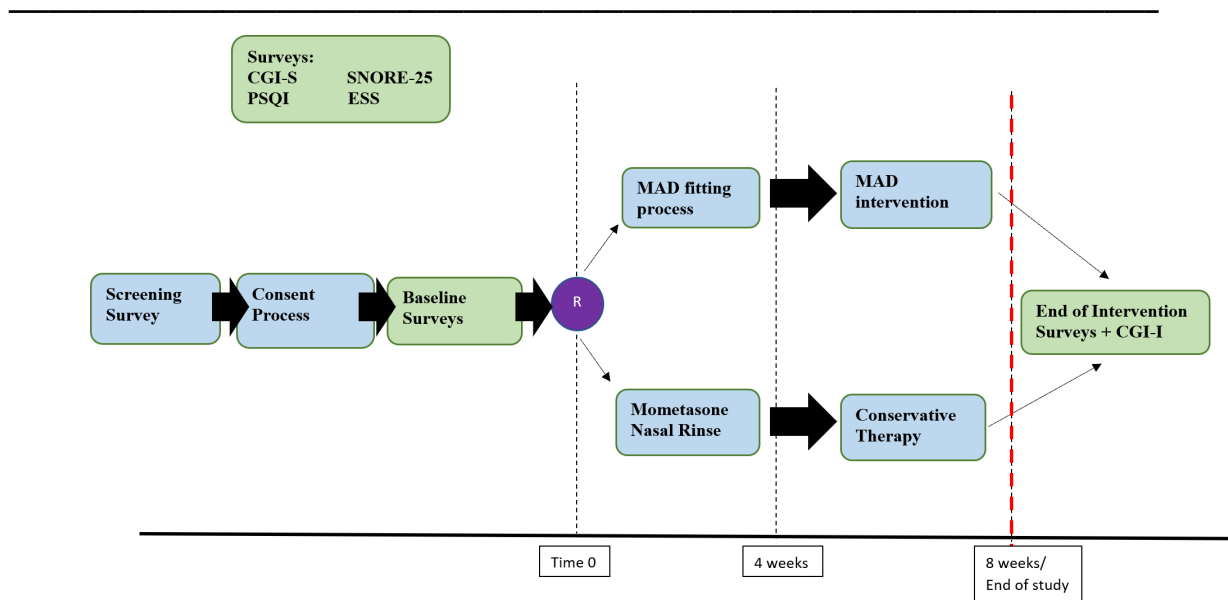 Surveys:
CGI-S SNORE-25
PSQI ESS
MAD fitting
process
MAD
intervention
Screening
Survey
Consent
Process
Baseline
Surveys
R
End of Intervention
Surveys + CGI-I
Mometasone
Nasal Rinse
Conservative
Therapy
Time 0
4 weeks
8 weeks/
End of study